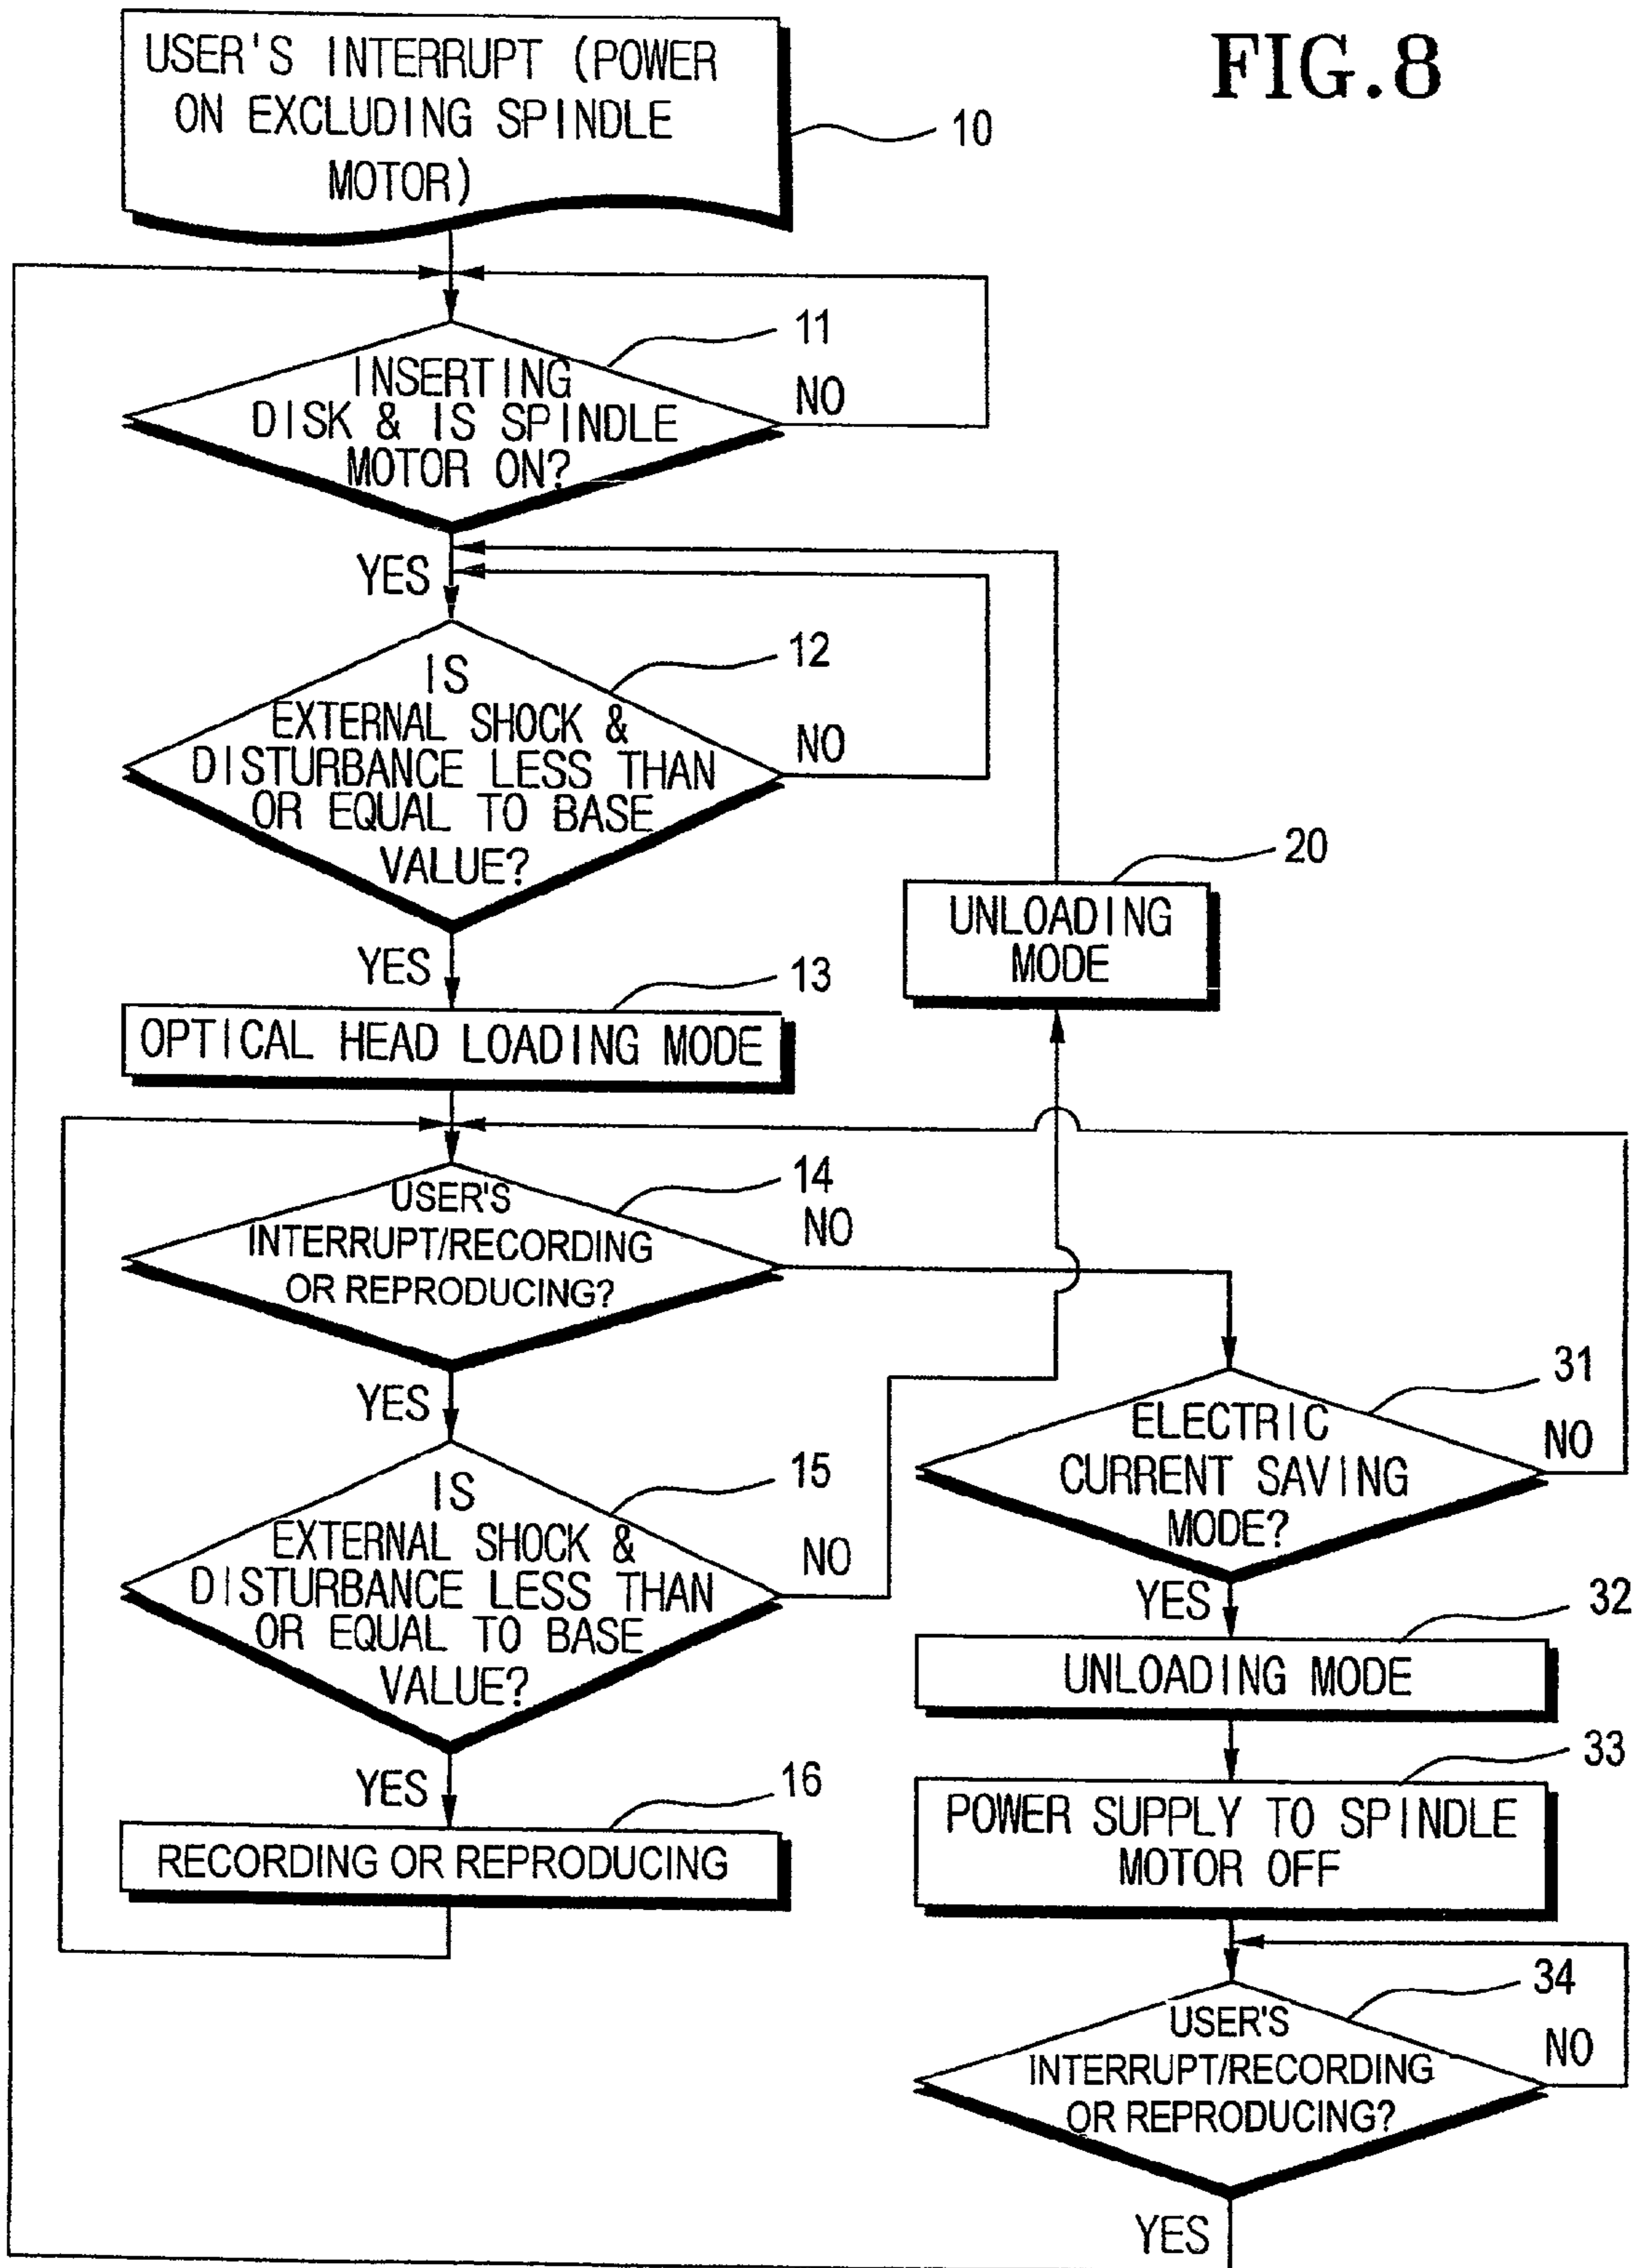 FIG.8
USER'S INTERRUPT (POWER
ON EXCLUDING SPINDLE
MOTOR)
10
11
INSERTING
DISK & IS SPINDLE
MOTOR ON?
NO
YES
12
IS
EXTERNAL SHOCK &
DISTURBANCE LESS THAN
OR EQUAL TO BASE
VALUE?
NO
YES
20
UNLOADING
MODE
13
OPTICAL HEAD LOADING MODE
14
USER'S
INTERRUPT/RECORDING
OR REPRODUCING?
NO
YES
15
IS
EXTERNAL SHOCK &
DISTURBANCE LESS THAN
OR EQUAL TO BASE
VALUE?
NO
YES
16
RECORDING OR REPRODUCING
31
ELECTRIC
CURRENT SAVING
MODE?
NO
YES
32
UNLOADING MODE
33
POWER SUPPLY TO SPINDLE
MOTOR OFF
34
USER'S
INTERRUPT/RECORDING
OR REPRODUCING?
NO
YES